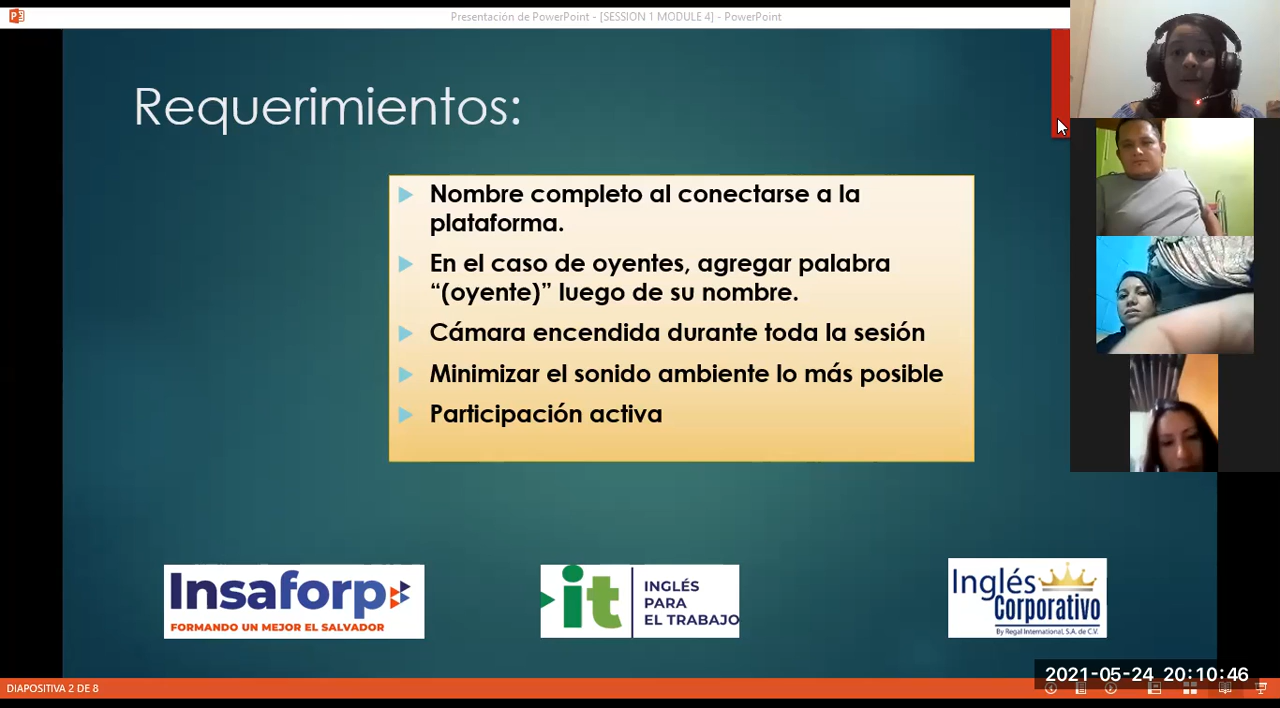 Presentación de PowerPoint - [SESSION 1 MODULE 4] - PowerPoint
Requerimientos:
Nombre completo al conectarse a la
plataforma.
En el caso de oyentes, agregar palabra
“(oyente)” luego de su nombre.
Cámara encendida durante toda la sesión
Minimizar el sonido ambiente lo más posible
Participación activa
Insaforp
FORMANDO UN MEJOR EL SALVADOR
it
INGLÉS
PARA
EL TRABAJO
Inglés
Corporativo
By Regal International, S.A. de C.V.
2021-05-24 20:10:46
DIAPOSITIVA 2 DE 8